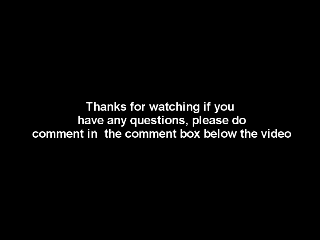 Thanks for watching if you
have any questions, please do
comment in  the comment box below the video